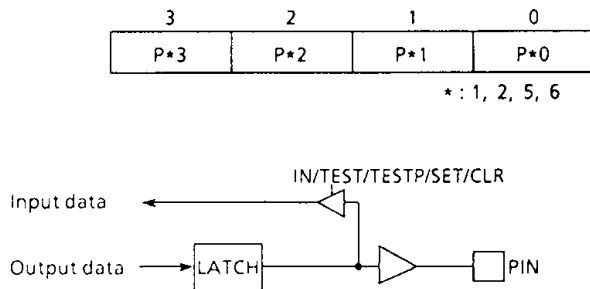 3 2 1 0
P*3 P*2 P*1 P*0
* : 1, 2, 5, 6
IN/TEST/TESTP/SET/CLR
Input data
Output data LATCH PIN